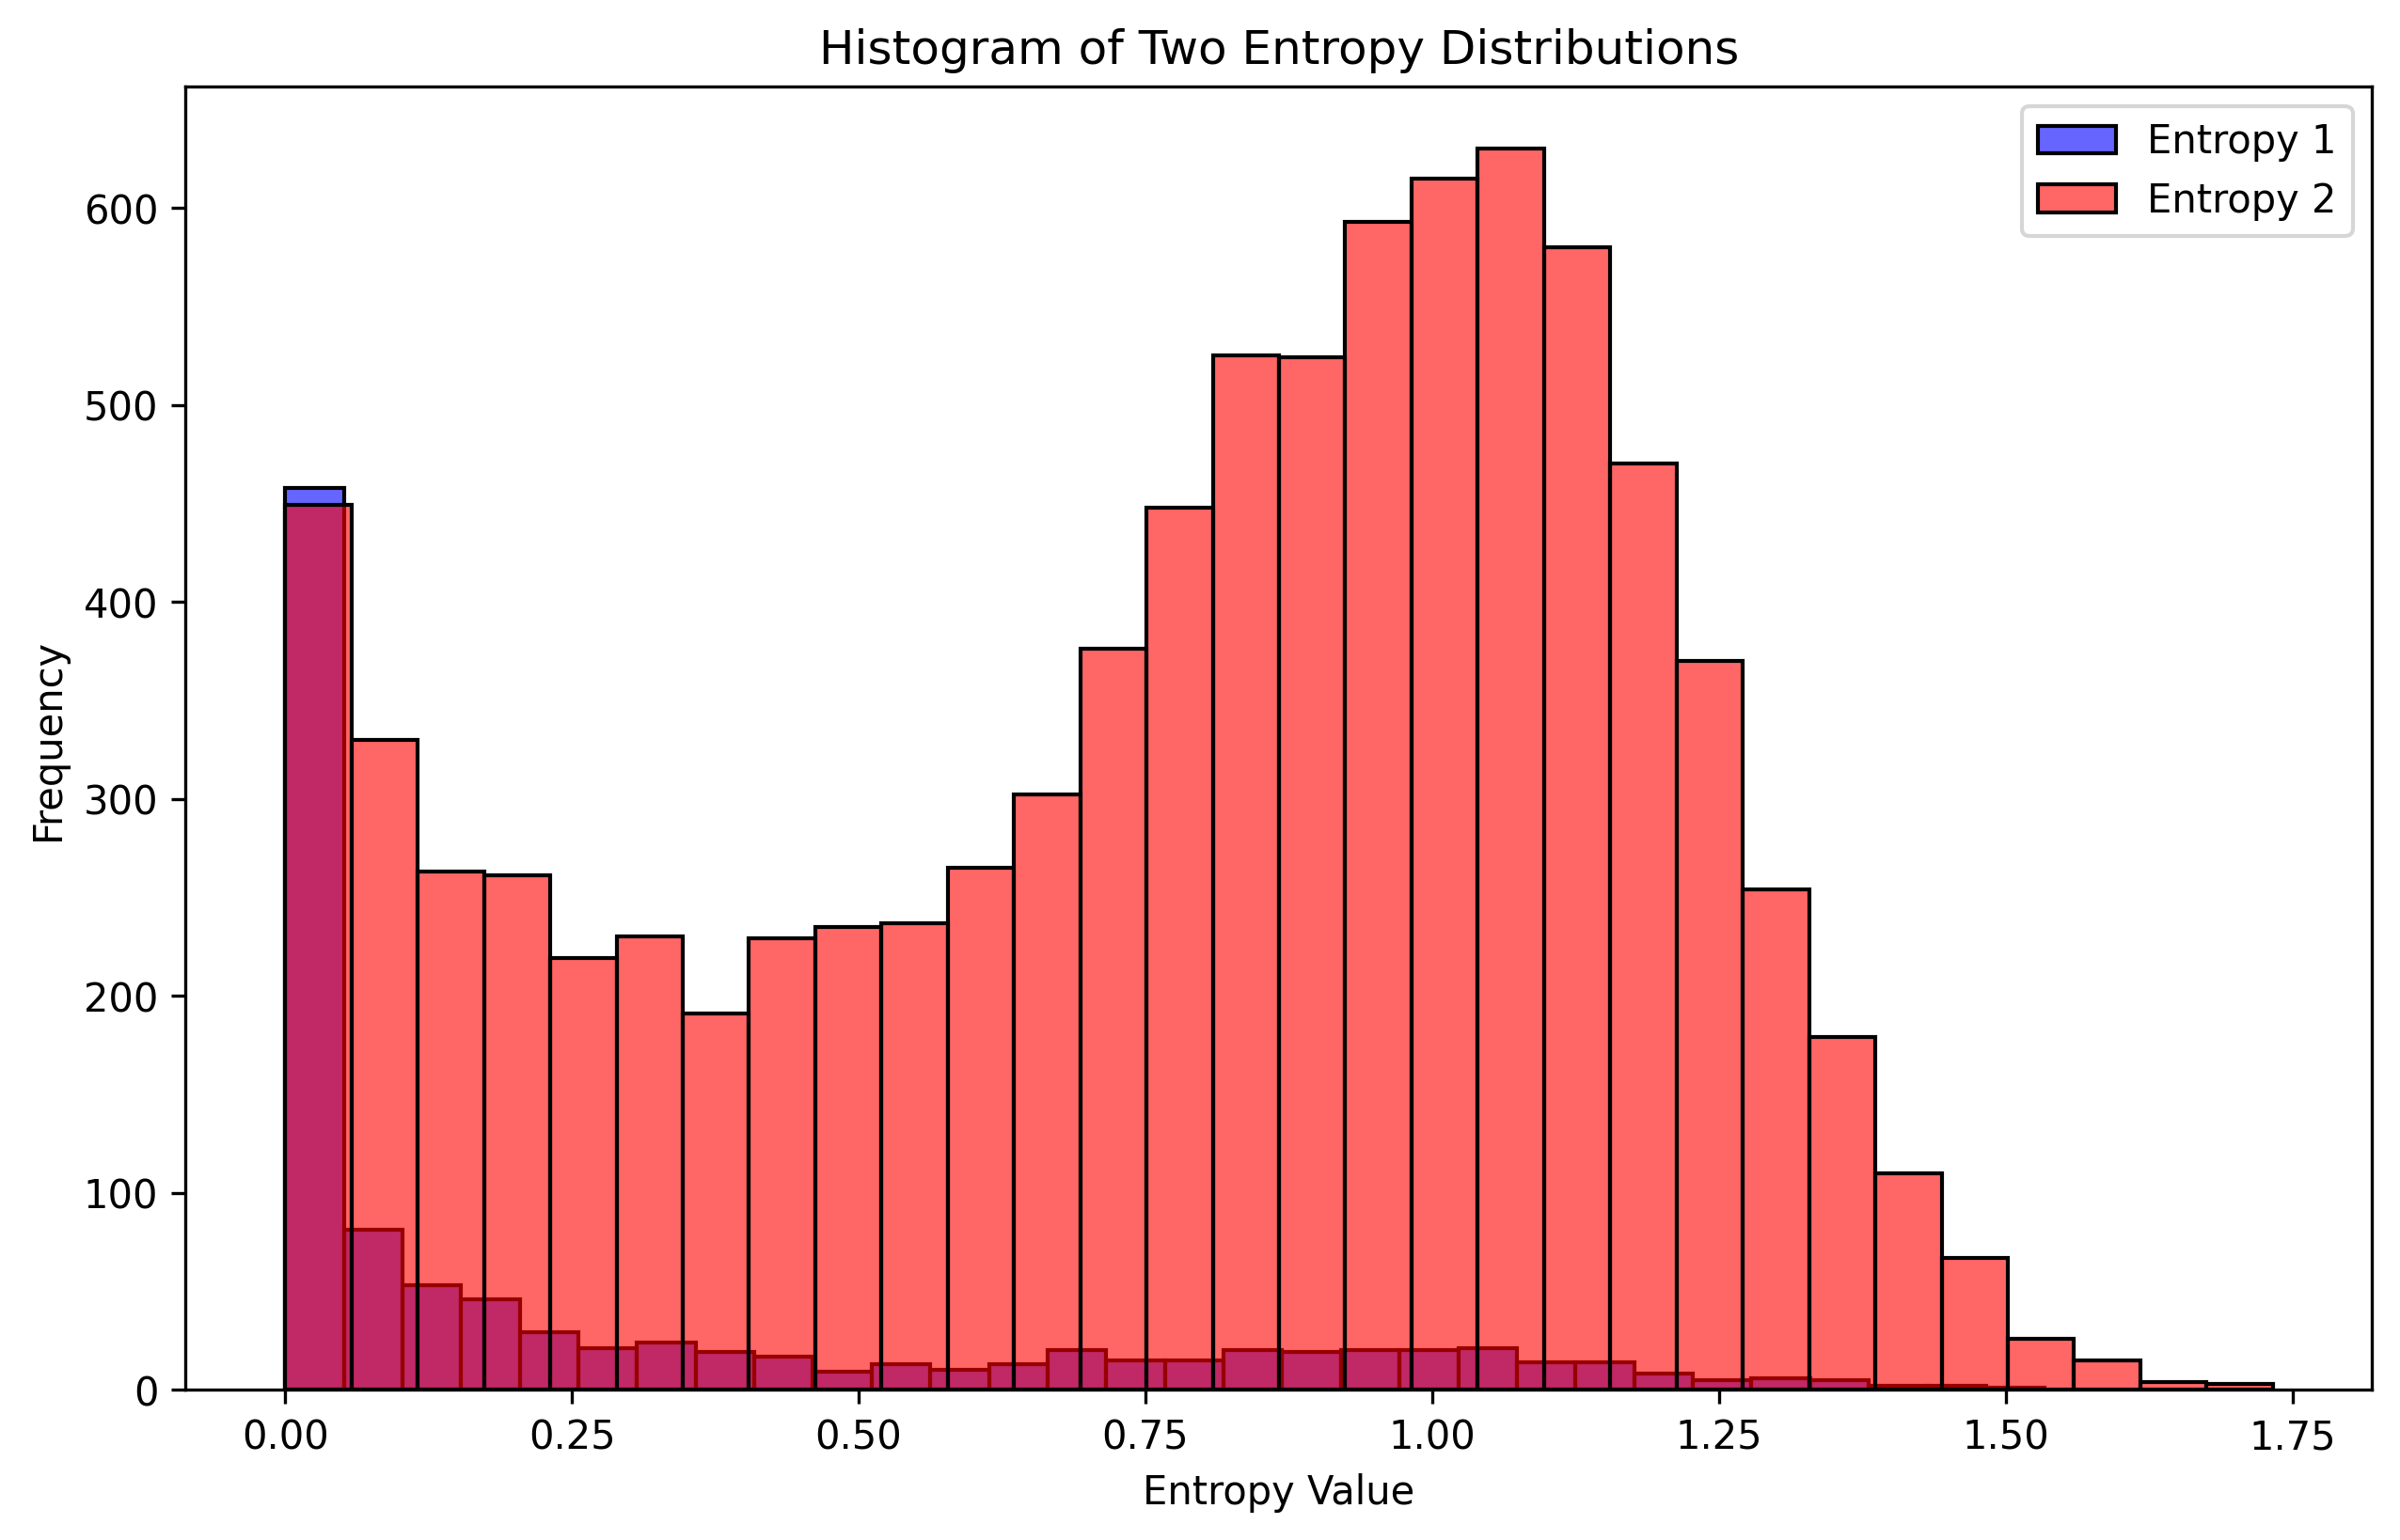 Histogram of Two Entropy Distributions
Entropy 1
Entropy 2
600
500
400
300
200
100
0
Frequency
0.00 0.25 0.50 0.75 1.00 1.25 1.50 1.75
Entropy Value